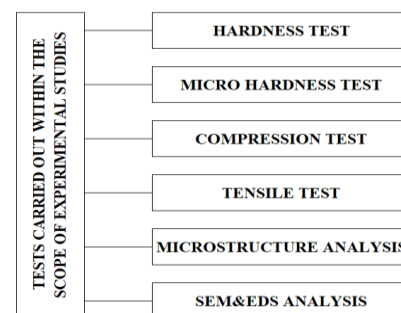 TESTS CARRIED OUT WITHIN THE
SCOPE OF EXPERIMENTAL STUDIES
HARDNESS TEST
MICRO HARDNESS TEST
COMPRESSION TEST
TENSILE TEST
MICROSTRUCTURE ANALYSIS
SEM&EDS ANALYSIS